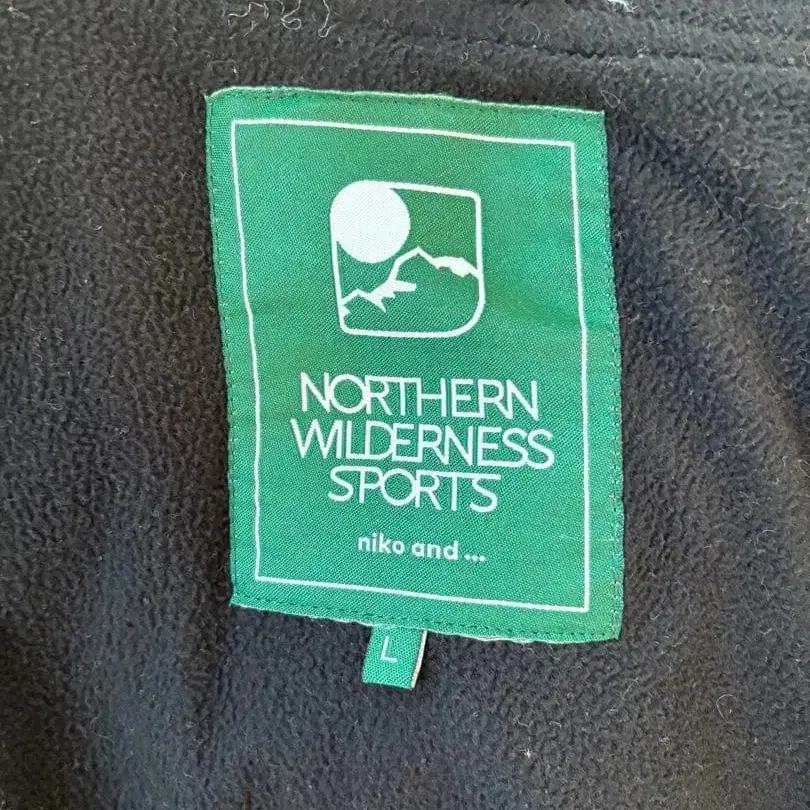 NORTHERN
WILDERNESS
SPORTS
niko and ...
L